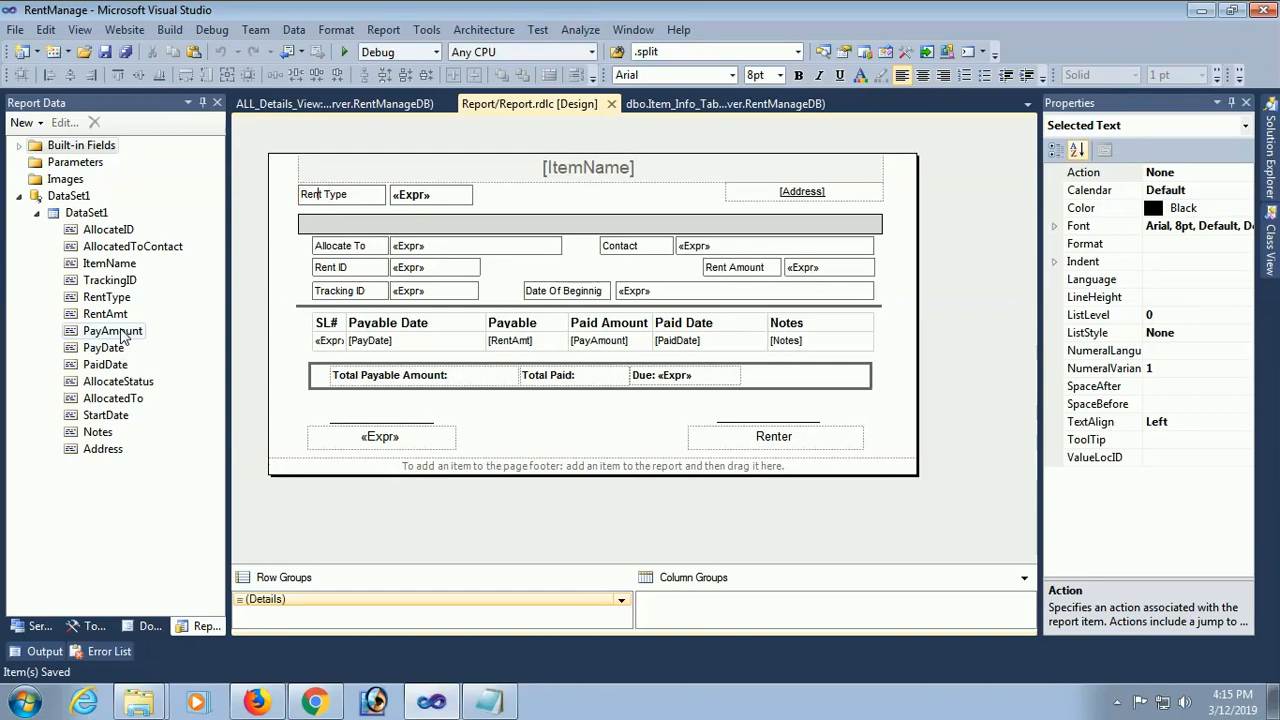 RentManage - Microsoft Visual Studio
File Edit View Website Build Debug Team Data Format Report Tools Architecture Test Analyze Window Help
Debug Any CPU .split
Arial 8pt B I U A Solid 1 pt
Report Data
ALL_Details_View:...rver.RentManageDB) Report/Report.rdlc [Design] dbo.Item_Info_Tab...ver.RentManageDB)
Properties
New Edit...
Selected Text
Built-in Fields
Parameters
Images
DataSet1
DataSet1
AllocateID
AllocatedToContact
ItemName
TrackingID
RentType
RentAmt
PayAmount
PayDate
PaidDate
AllocateStatus
AllocatedTo
StartDate
Notes
Address
[ItemName]
Rent Type «Expr» [Address]
Allocate To «Expr» Contact «Expr»
Rent ID «Expr» Rent Amount «Expr»
Tracking ID «Expr» Date Of Beginnig «Expr»
SL# Payable Date Payable Paid Amount Paid Date Notes
«Expr» [PayDate] [RentAmt] [PayAmount] [PaidDate] [Notes]
Total Payable Amount: Total Paid: Due: «Expr»
«Expr» Renter
To add an item to the page footer: add an item to the report and then drag it here.
Row Groups Column Groups
(Details)
Action None
Calendar Default
Color Black
Font Arial, 8pt, Default, D
Format
Indent
Language
LineHeight
ListLevel 0
ListStyle None
NumeralLangu
NumeralVarian 1
SpaceAfter
SpaceBefore
TextAlign Left
ToolTip
ValueLocID
Action
Specifies an action associated with the
report item. Actions include a jump to ...
Solution Explorer
Class View
Ser... To... Do... Rep...
Output Error List
Item(s) Saved
4:15 PM
3/12/2019